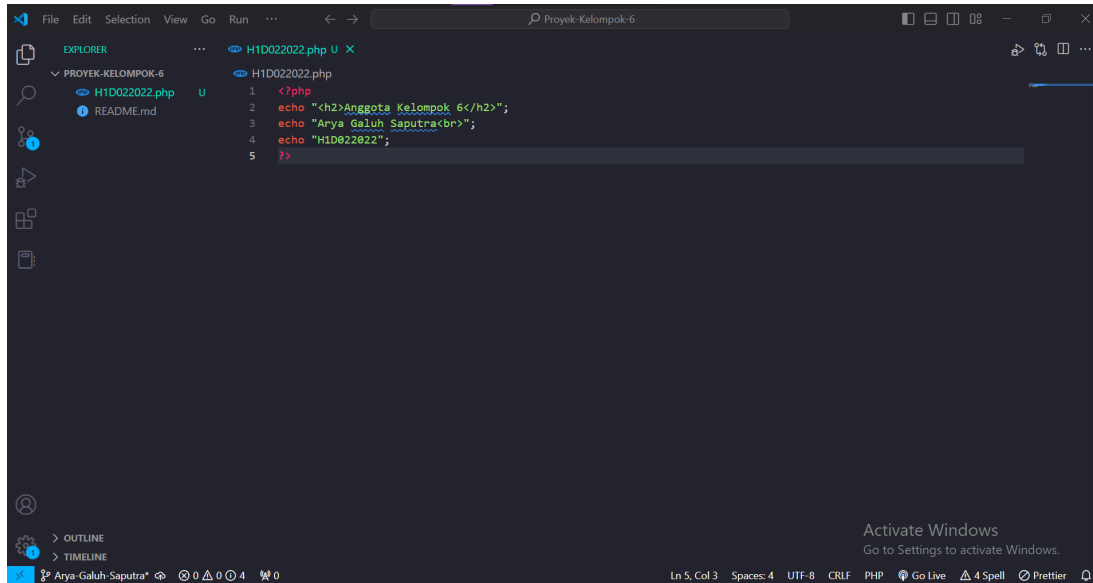 File Edit Selection View Go Run ... Proyek-Kelompok-6
EXPLORER ...
PROYEK-KELOMPOK-6
H1D022022.php U
README.md
H1D022022.php U
H1D022022.php
1 <?php
2 echo "<h2>Anggota Kelompok 6</h2>";
3 echo "Arya Galuh Saputra<br>";
4 echo "H1D022022";
5 ?>
1
1
OUTLINE
TIMELINE
Activate Windows
Go to Settings to activate Windows.
Arya-Galuh-Saputra* 0 0 0 4 0 Ln 5, Col 3 Spaces: 4 UTF-8 CRLF PHP Go Live 4 Spell Prettier